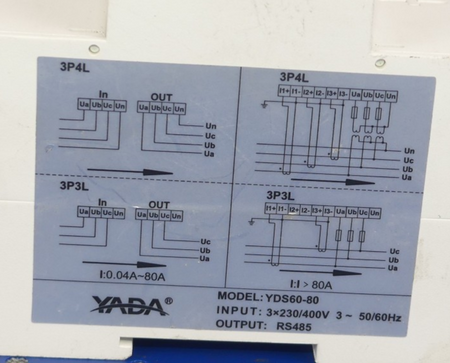 3P4L
In
OUT
Ua Ub Uc Un
Ua Ub Uc Un
Un
Uc
Ub
Ua
3P4L
I1+ I1- I2+ I2- I3+ I3- Ua Ub Uc Un
Un
Uc
Ub
Ua
3P3L
In
OUT
Ua Ub Uc Un
Ua Ub Uc Un
Uc
Ub
Ua
I:0.04A~80A
3P3L
I1+ I1- I2+ I2- I3+ I3- Ua Ub Uc Un
Uc
Ub
Ua
I:I > 80A
YADA®
MODEL: YDS60-80
INPUT: 3×230/400V 3~ 50/60Hz
OUTPUT: RS485